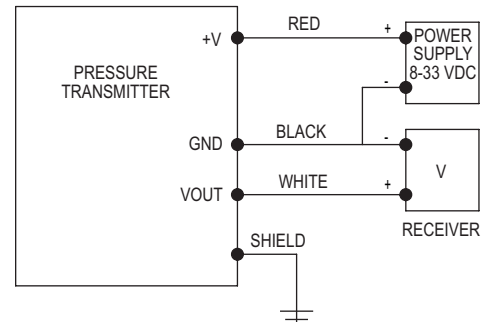 RED
+V
+
POWER
SUPPLY
8-33 VDC
-
PRESSURE
TRANSMITTER
GND
BLACK
-
V
VOUT
WHITE
+
RECEIVER
SHIELD